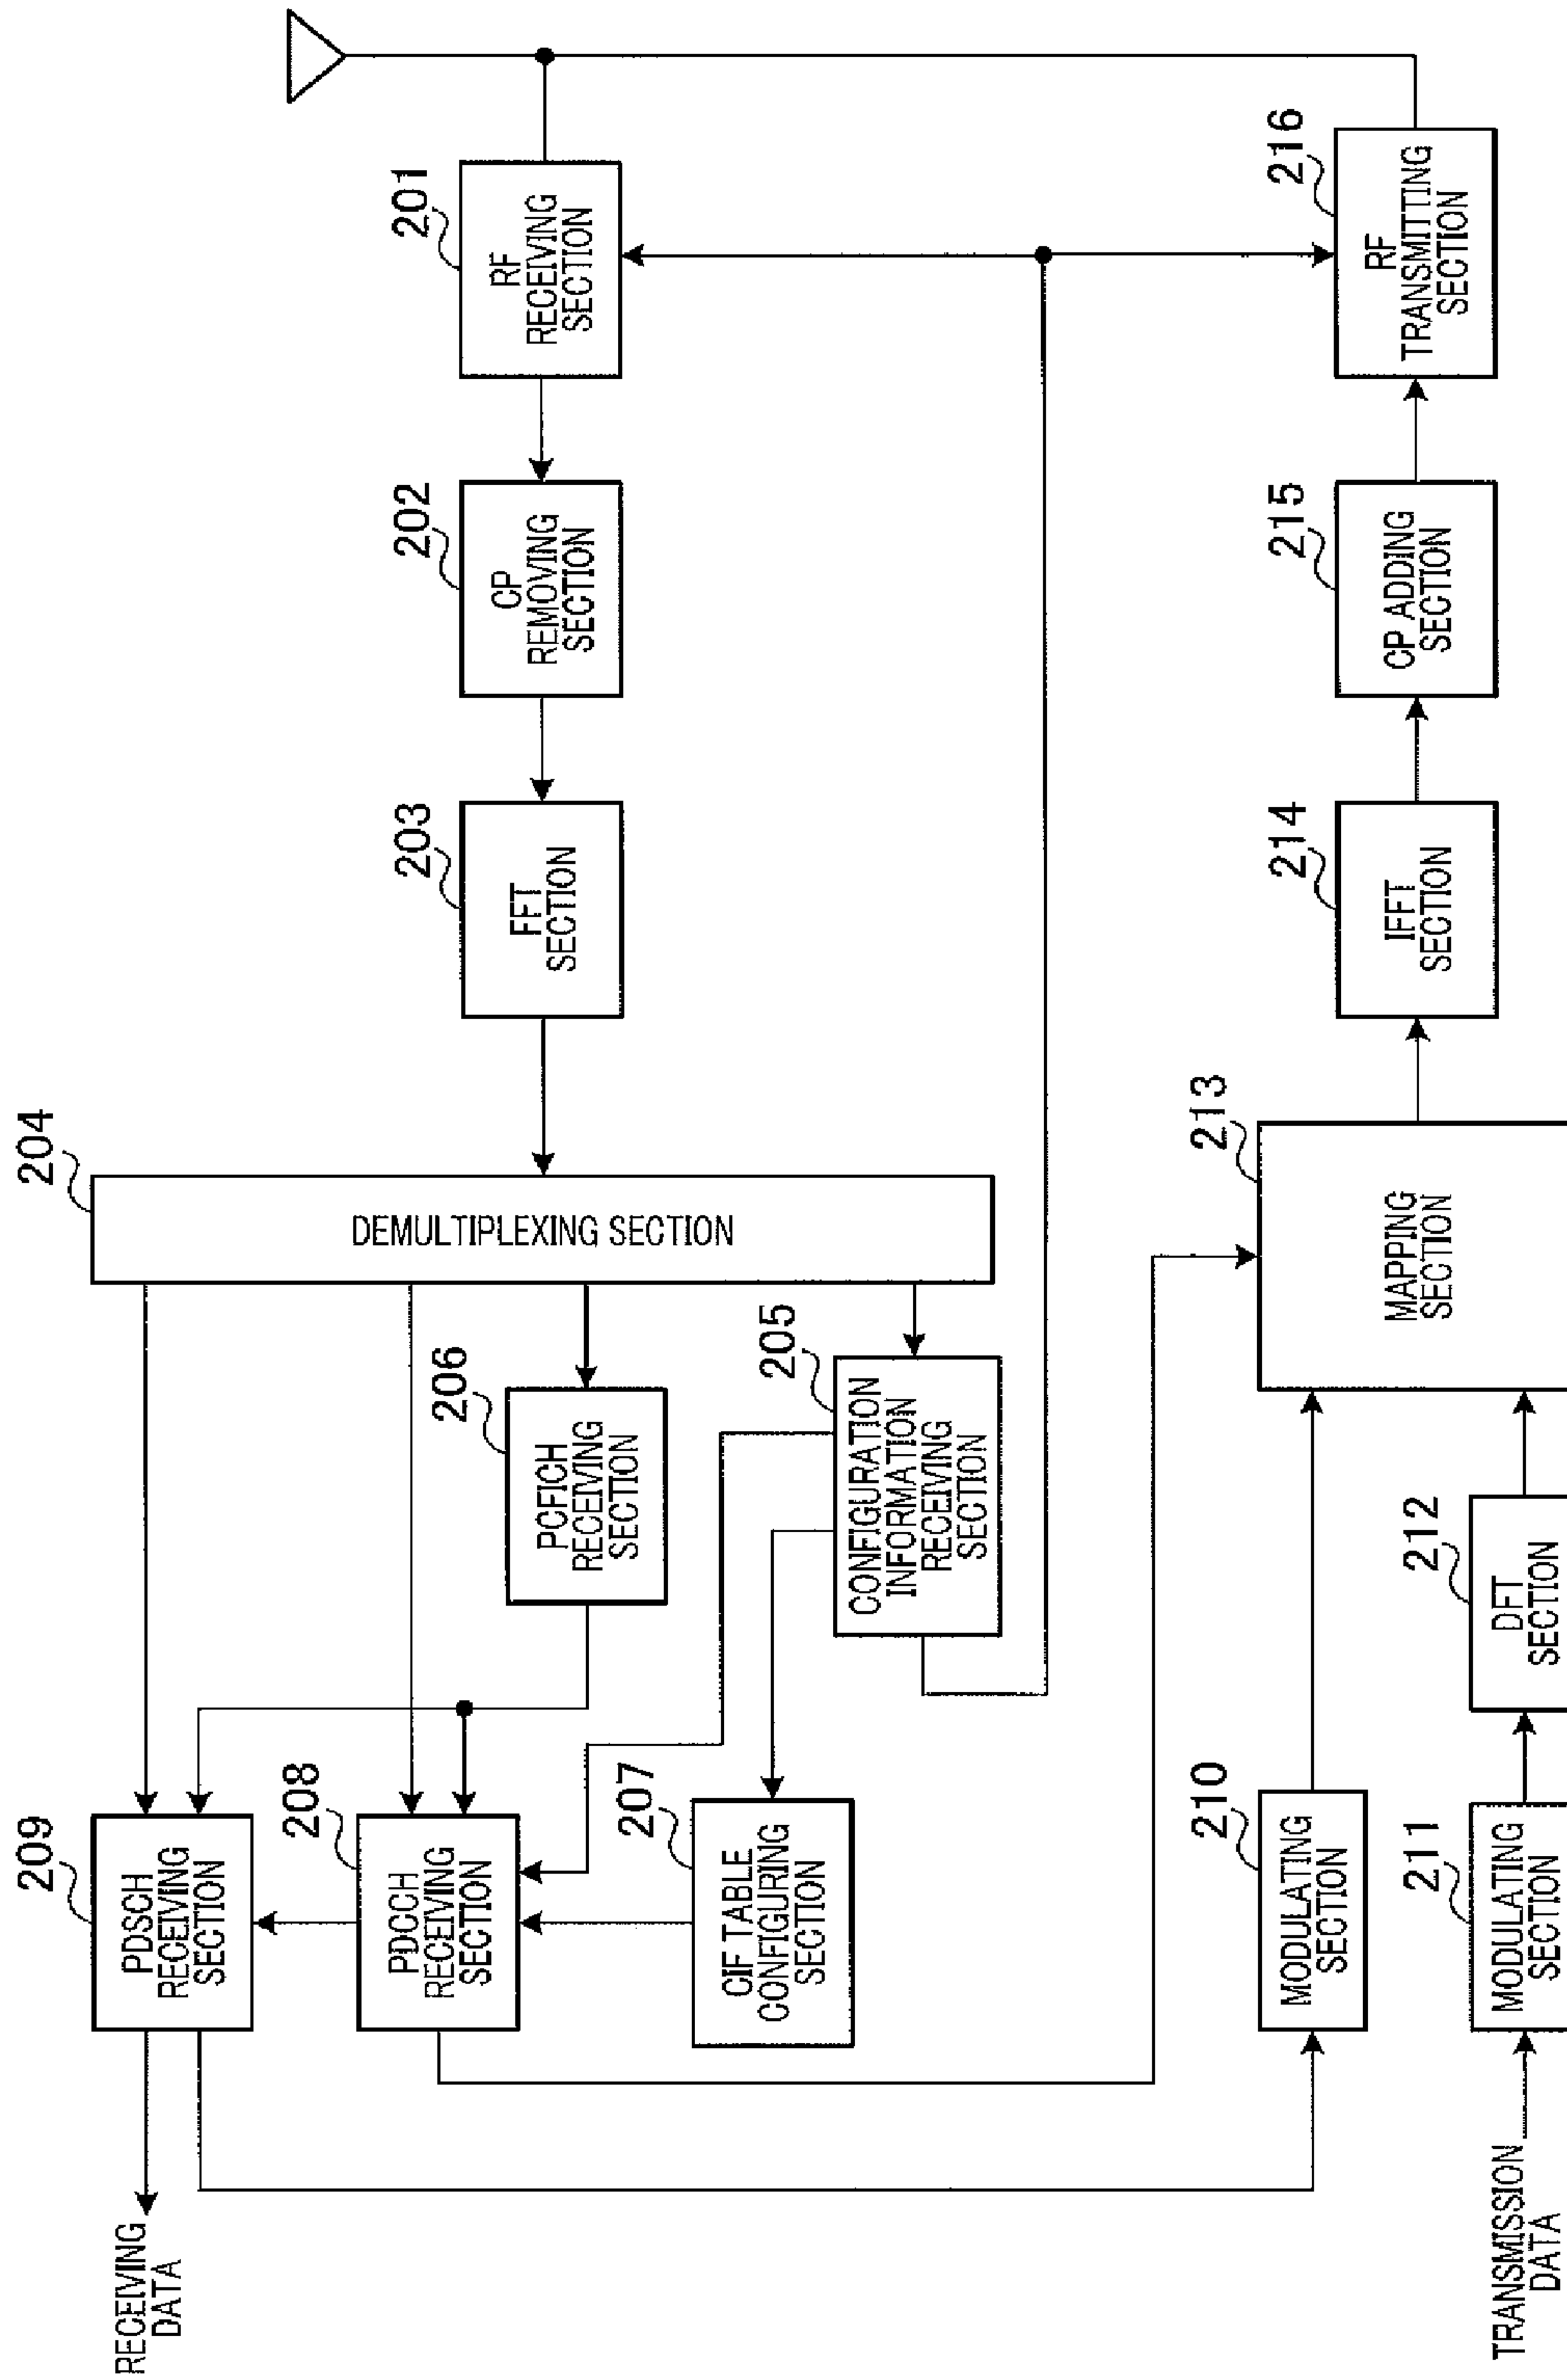 201
RF
RECEIVING
SECTION
202
CP
REMOVING
SECTION
203
FFT
SECTION
204
DEMULTIPLEXING SECTION
205
CONFIGURATION
INFORMATION
RECEIVING
SECTION
206
PCFICH
RECEIVING
SECTION
207
CIF TABLE
CONFIGURING
SECTION
208
PDCCH
RECEIVING
SECTION
209
PDSCH
RECEIVING
SECTION
RECEIVING
DATA
210
MODULATING
SECTION
TRANSMISSION
DATA
211
MODULATING
SECTION
212
DFT
SECTION
213
MAPPING
SECTION
214
IFFT
SECTION
215
CP ADDING
SECTION
216
RF
TRANSMITTING
SECTION